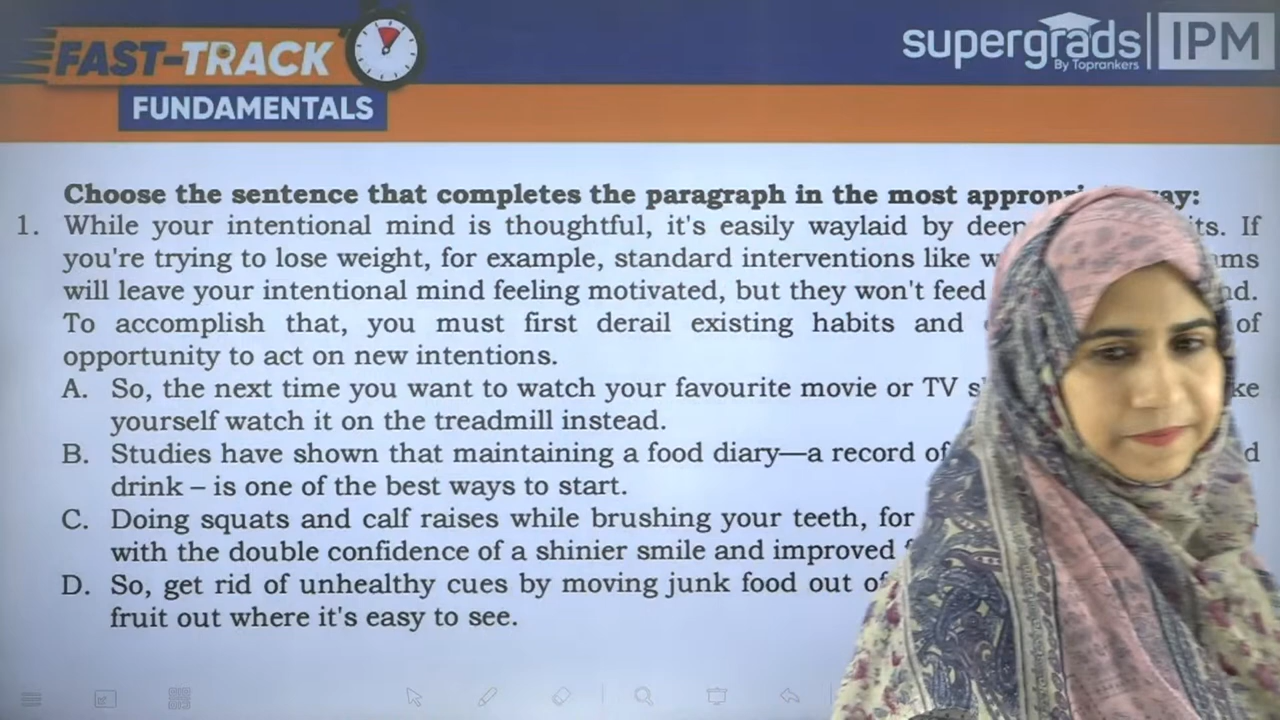 FAST-TRACK
FUNDAMENTALS
supergrads IPM
By Toprankers
Choose the sentence that completes the paragraph in the most
1. While your intentional mind is thoughtful, it's easily waylaid by If
you're trying to lose weight, for example, standard interventions like
will leave your intentional mind feeling motivated, but they won't feed
To accomplish that, you must first derail existing habits and of
opportunity to act on new intentions.
A. So, the next time you want to watch your favourite movie or TV
yourself watch it on the treadmill instead.
B. Studies have shown that maintaining a food diary—a record of
drink – is one of the best ways to start.
C. Doing squats and calf raises while brushing your teeth, for
with the double confidence of a shinier smile and improved
D. So, get rid of unhealthy cues by moving junk food out of
fruit out where it's easy to see.